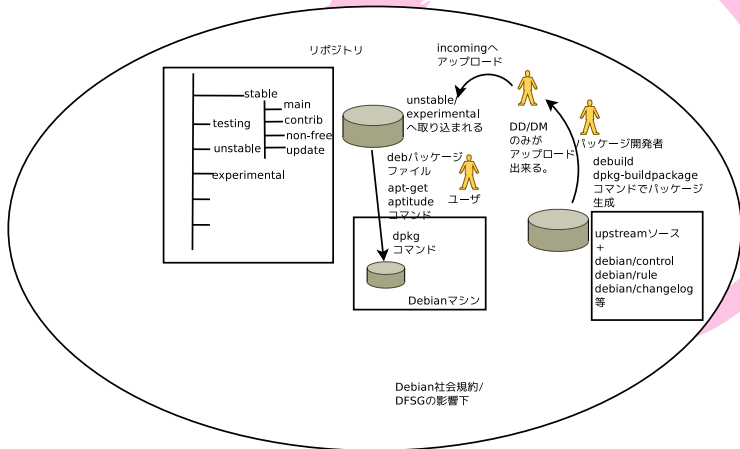 リポジトリ
stable
main
contrib
non-free
update
testing
unstable
experimental
incomingへ
アップロード
unstable/
experimental
へ取り込まれる
DD/DM
のみが
アップロード
出来る。
パッケージ開発者
debuild
dpkg-buildpackage
コマンドでパッケージ
生成
debパッケージ
ファイル
apt-get
aptitude
コマンド
ユーザ
dpkg
コマンド
Debianマシン
upstreamソース
+
debian/control
debian/rule
debian/changelog
等
Debian社会規約/
DFSGの影響下